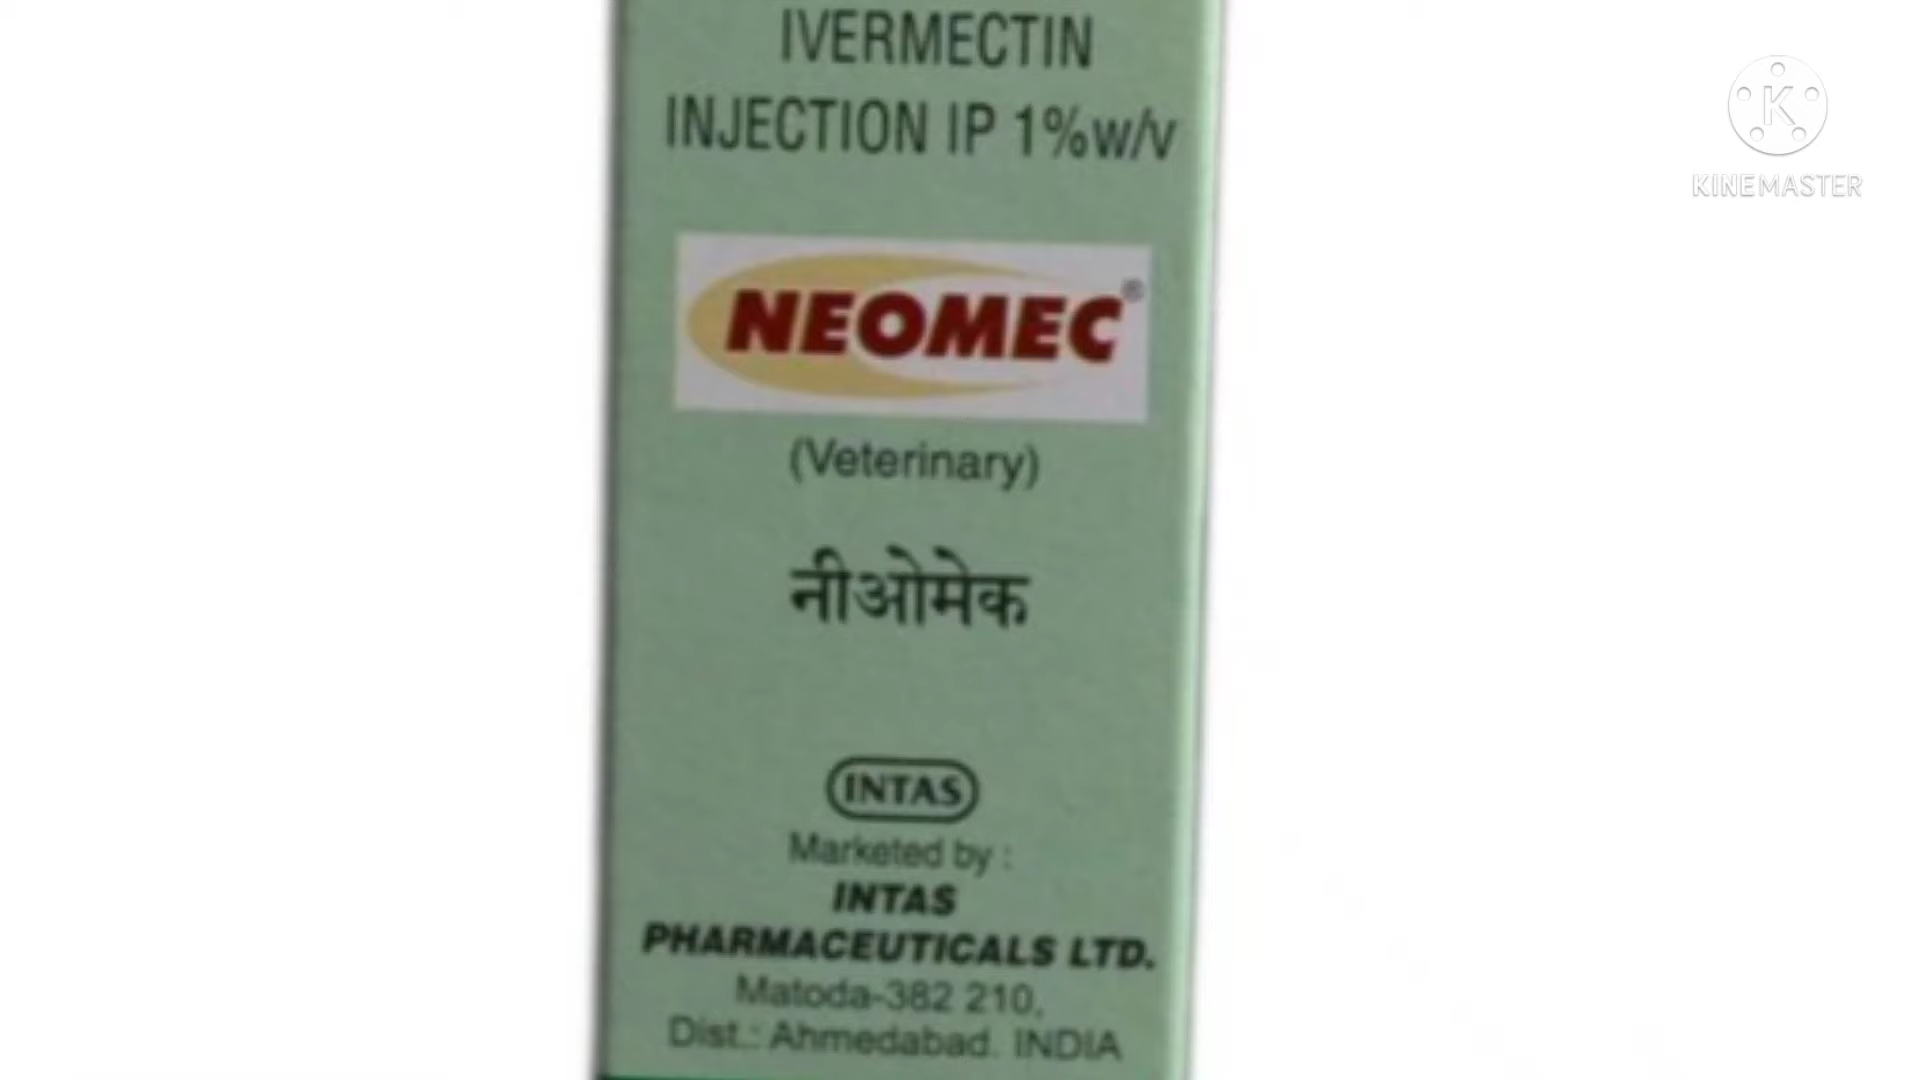 IVERMECTIN
INJECTION IP 1%w/v
NEOMEC®
(Veterinary)
नीओमेक
INTAS
Marketed by :
INTAS
PHARMACEUTICALS LTD.
Matoda-382 210,
Dist.: Ahmedabad. INDIA
K
KINEMASTER